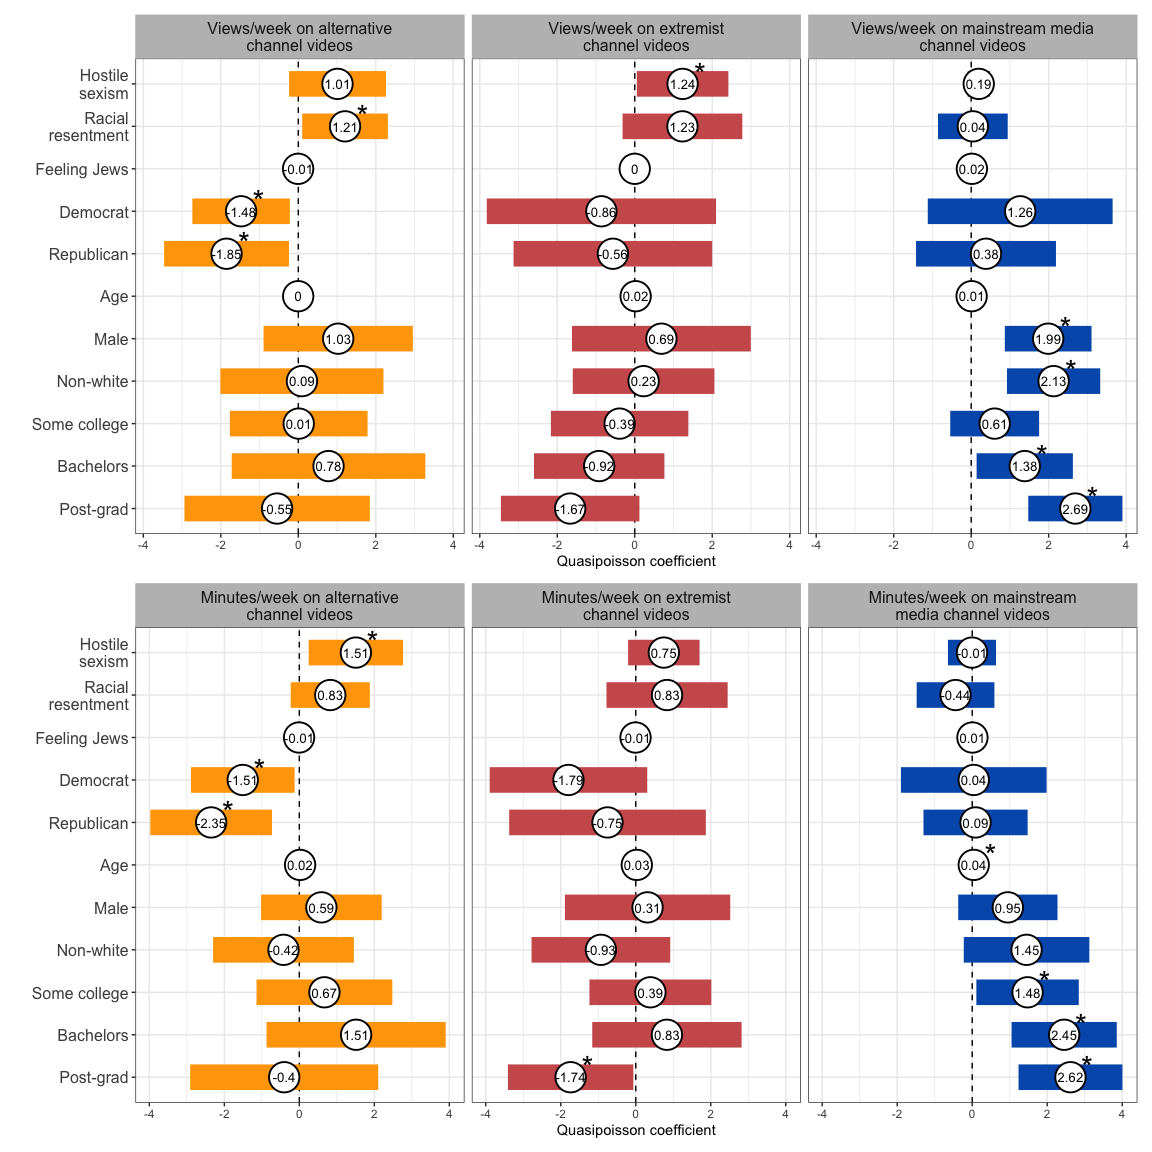 Views/week on alternative
channel videos
Views/week on extremist
channel videos
Views/week on mainstream media
channel videos
Hostile
sexism
1.01
1.24*
0.19
Racial
resentment
1.21*
1.23
0.04
Feeling Jews
-0.01
0
0.02
Democrat
-1.48*
-0.86
1.26
Republican
-1.85*
-0.56
0.38
Age
0
0.02
0.01
Male
1.03
0.69
1.99*
Non-white
0.09
0.23
2.13*
Some college
0.01
-0.39
0.61
Bachelors
0.78
-0.92
1.38*
Post-grad
-0.55
-1.67
2.69*
-4 -2 0 2 4
-4 -2 0 2 4
-4 -2 0 2 4
Quasipoisson coefficient
Minutes/week on alternative
channel videos
Minutes/week on extremist
channel videos
Minutes/week on mainstream
media channel videos
Hostile
sexism
1.51*
0.75
-0.01
Racial
resentment
0.83
0.83
-0.44
Feeling Jews
-0.01
-0.01
0.01
Democrat
-1.51*
-1.79
0.04
Republican
-2.35*
-0.75
0.09
Age
0.02
0.03
0.04*
Male
0.59
0.31
0.95
Non-white
-0.42
-0.93
1.45
Some college
0.67
0.39
1.48*
Bachelors
1.51
0.83
2.45*
Post-grad
-0.4
-1.74*
2.62*
-4 -2 0 2 4
-4 -2 0 2 4
-4 -2 0 2 4
Quasipoisson coefficient